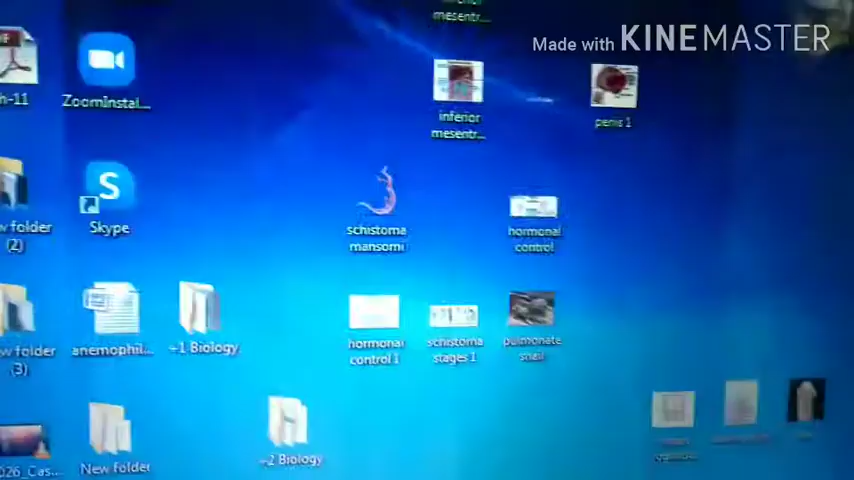 mesentr...
Made with KINEMASTER
h-11
ZoomInstal...
inferior
mesentr...
penis 1
S
w folder
(2)
Skype
schistoma
mansomi
hormonal
control
w folder
(3)
anemophil...
+1 Biology
hormonal
control 1
schistoma
stages 1
pulmonate
snail
026_Cas...
New folder
+2 Biology